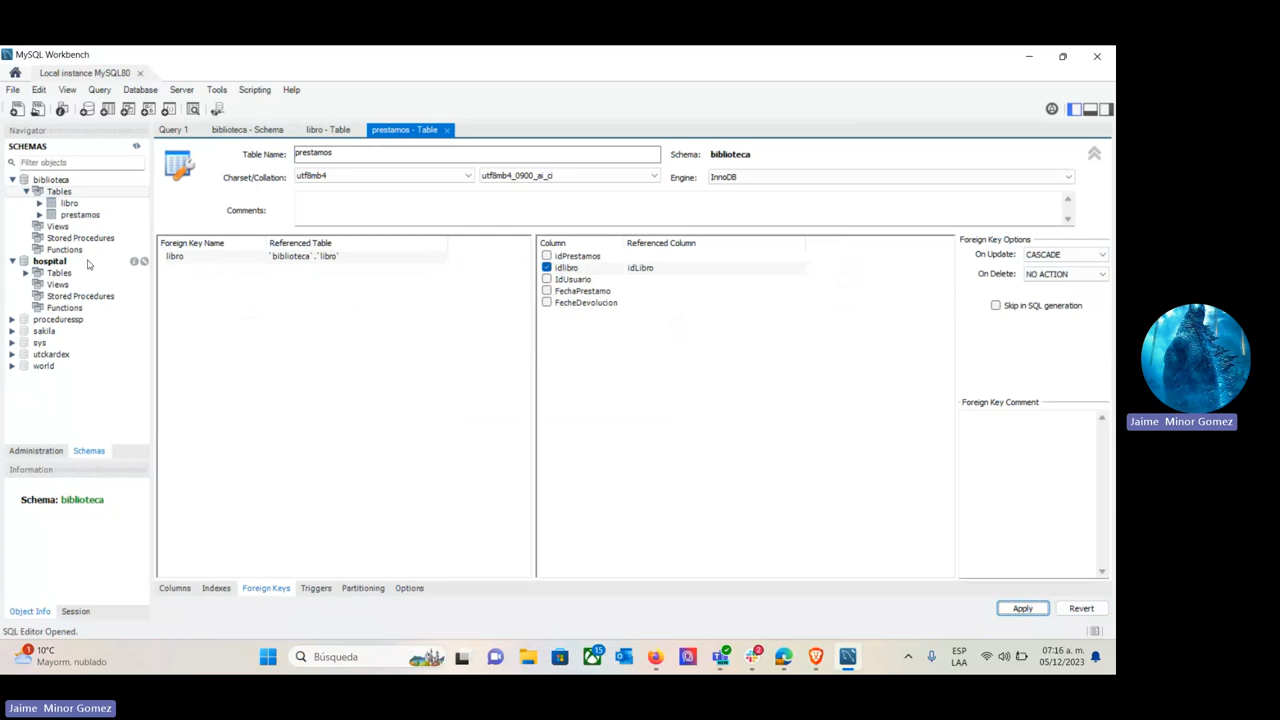 MySQL Workbench
Local instance MySQL80
File Edit View Query Database Server Tools Scripting Help
Navigator
SCHEMAS
Filter objects
biblioteca
Tables
libro
prestamos
Views
Stored Procedures
Functions
hospital
Tables
Views
Stored Procedures
Functions
proceduressp
sakila
sys
utckardex
world
Administration Schemas
Information
Schema: biblioteca
Object Info Session
SQL Editor Opened.
Query 1 biblioteca - Schema libro - Table prestamos - Table
Table Name: prestamos Schema: biblioteca
Charset/Collation: utf8mb4 utf8mb4_0900_ai_ci Engine: InnoDB
Comments:
Foreign Key Name Referenced Table
libro `biblioteca`.`libro`
Column Referenced Column
idPrestamos
idlibro idLibro
IdUsuario
FechaPrestamo
FecheDevolucion
Foreign Key Options
On Update: CASCADE
On Delete: NO ACTION
Skip in SQL generation
Foreign Key Comment
Columns Indexes Foreign Keys Triggers Partitioning Options
Apply Revert
1
10°C
Mayorm. nublado
Búsqueda
15
2
ESP
LAA
07:16 a. m.
05/12/2023
Jaime Minor Gomez
Jaime Minor Gomez